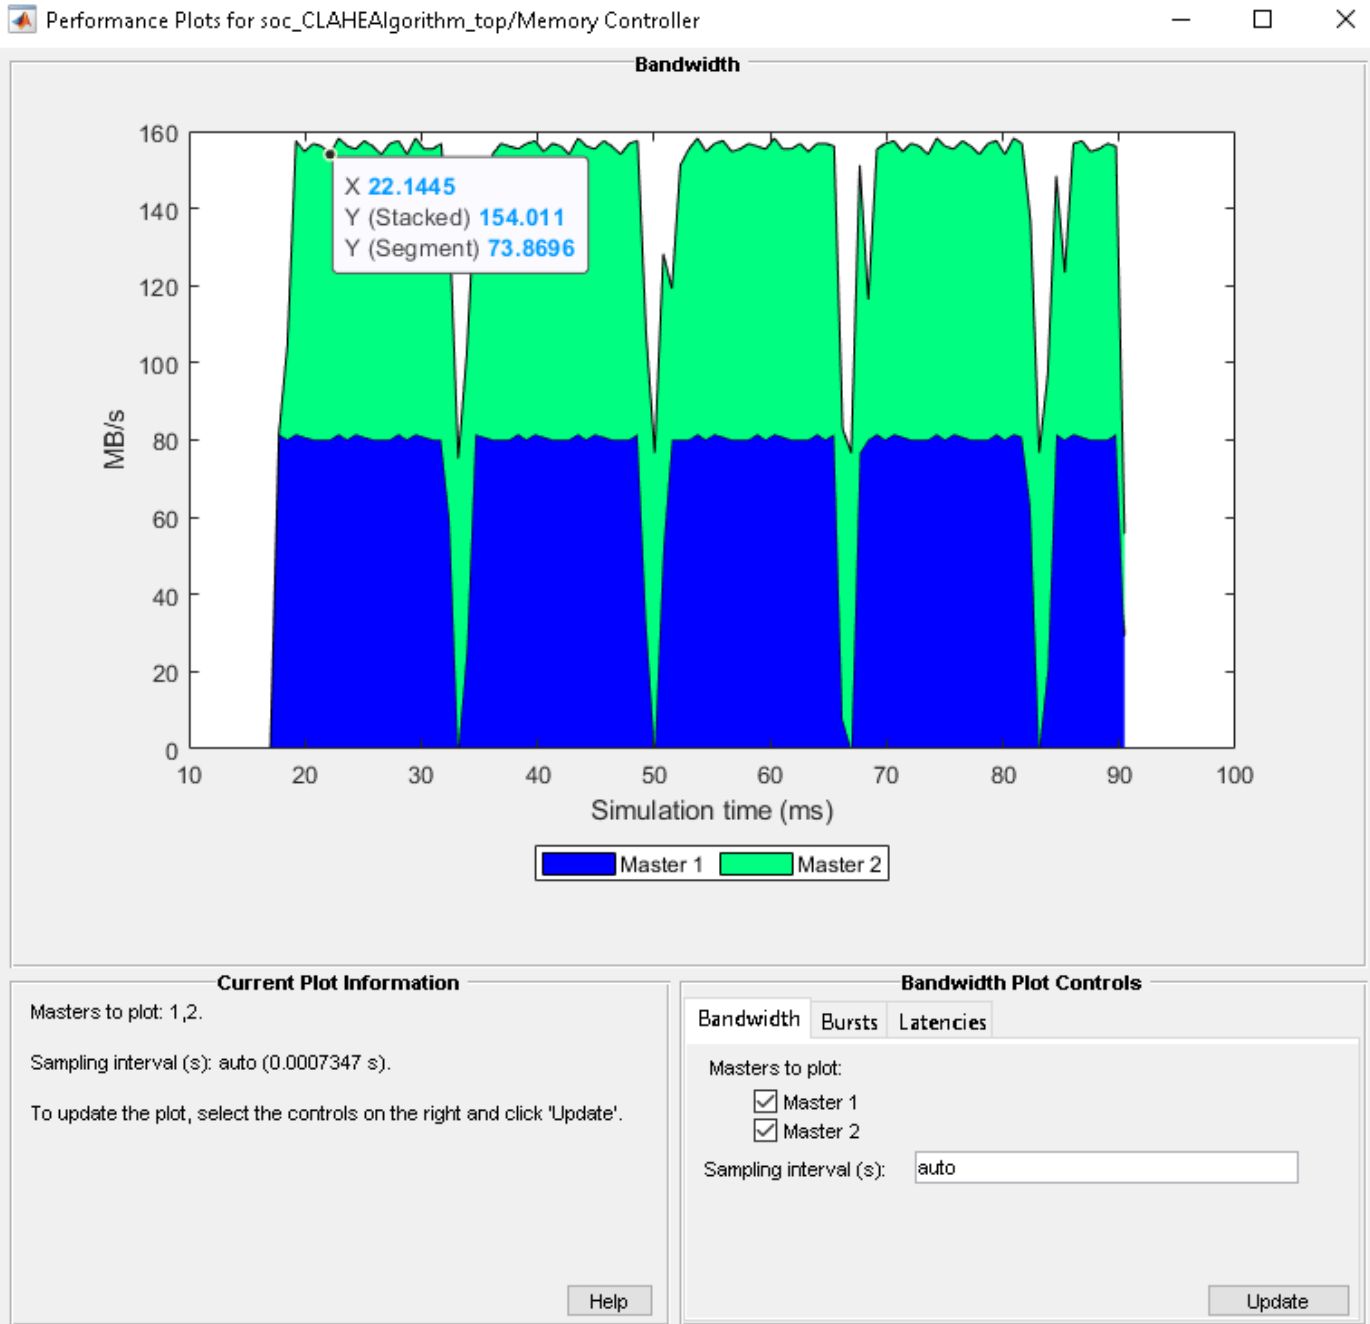 Performance Plots for soc_CLAHEAlgorithm_top/Memory Controller
Bandwidth
160
140
120
100
80
60
40
20
0
MB/s
X 22.1445
Y (Stacked) 154.011
Y (Segment) 73.8696
10 20 30 40 50 60 70 80 90 100
Simulation time (ms)
Master 1 Master 2
Current Plot Information
Masters to plot: 1,2.
Sampling interval (s): auto (0.0007347 s).
To update the plot, select the controls on the right and click 'Update'.
Help
Bandwidth Plot Controls
Bandwidth Bursts Latencies
Masters to plot:
Master 1
Master 2
Sampling interval (s): auto
Update